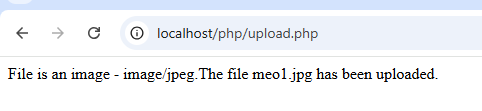 localhost/php/upload.php
File is an image - image/jpeg.The file meo1.jpg has been uploaded.